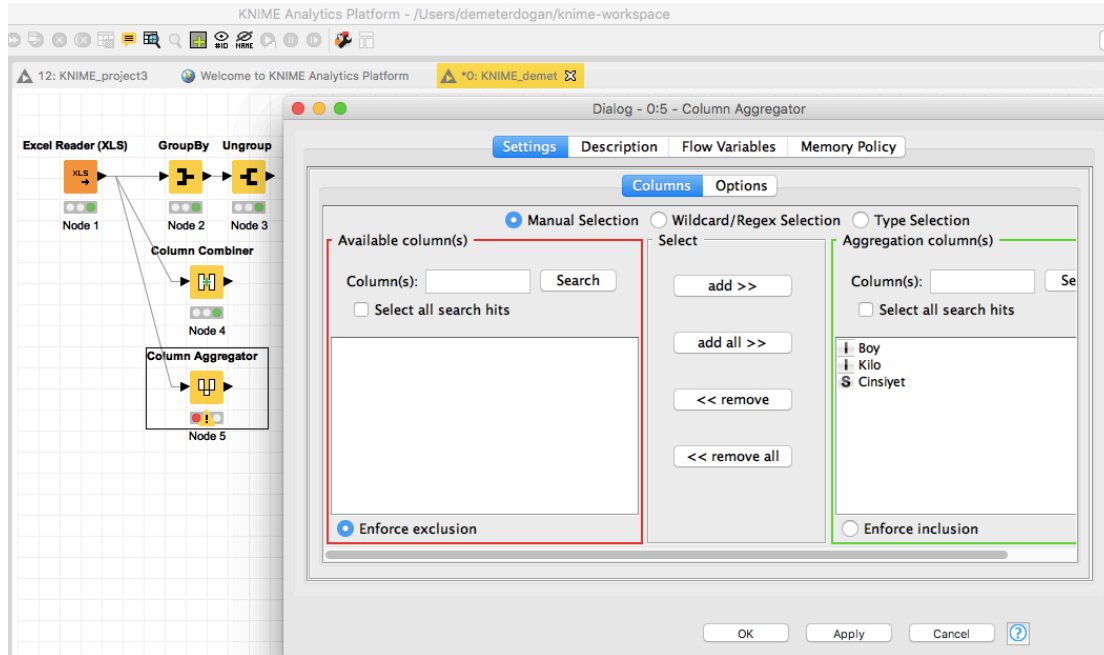 KNIME Analytics Platform - /Users/demeterdogan/knime-workspace
#ID NAME
12: KNIME_project3 Welcome to KNIME Analytics Platform *0: KNIME_demet
Dialog - 0:5 - Column Aggregator
Settings Description Flow Variables Memory Policy
Columns Options
Manual Selection Wildcard/Regex Selection Type Selection
Available column(s) Select Aggregation column(s)
Column(s): Search add >> Column(s): Se
Select all search hits Select all search hits
add all >>
I Boy
I Kilo
S Cinsiyet
<< remove
<< remove all
Enforce exclusion Enforce inclusion
OK Apply Cancel ?
Excel Reader (XLS) GroupBy Ungroup
XLS
Node 1 Node 2 Node 3
Column Combiner
Node 4
Column Aggregator
!
Node 5